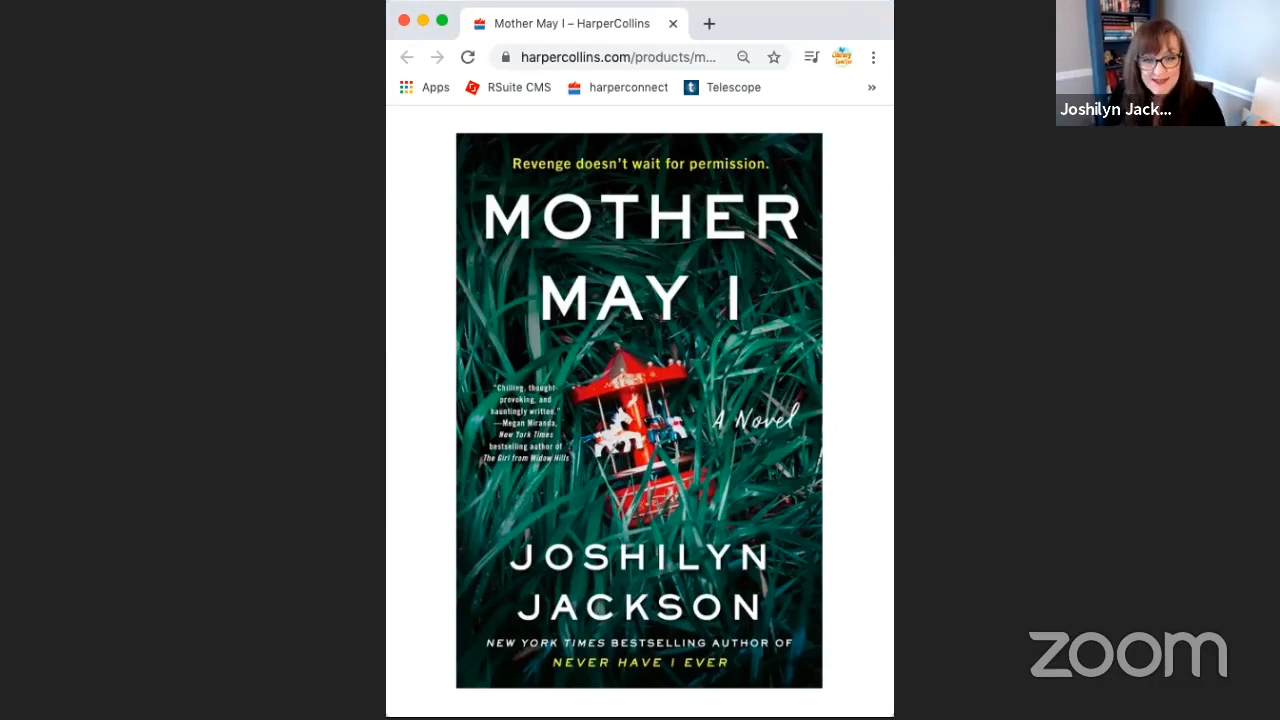 Mother May I – HarperCollins
harpercollins.com/products/m...
Apps
RSuite CMS
harperconnect
t
Telescope
»
Joshilyn Jack...
Revenge doesn't wait for permission.
MOTHER
MAY I
"Chilling, thought-
provoking, and
hauntingly written."
—Megan Miranda,
New York Times
bestselling author of
The Girl from Widow Hills
A Novel
JOSHILYN
JACKSON
NEW YORK TIMES BESTSELLING AUTHOR OF
NEVER HAVE I EVER
zoom